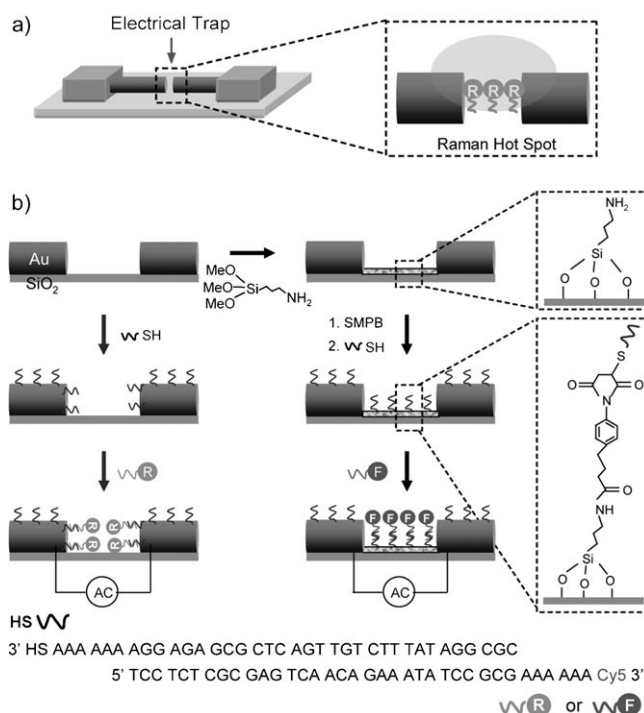 a)
Electrical Trap
R R R
Raman Hot Spot
b)
Au
SiO2
MeO
MeO
MeO
Si
NH2
NH2
Si
O O O
SH
1. SMPB
2. SH
S
O N O
R
F
O
NH
R R
R R
F F F F
Si
O O O
AC
AC
HS
3' HS AAA AAA AGG AGA GCG CTC AGT TGT CTT TAT AGG CGC
5' TCC TCT CGC GAG TCA ACA GAA ATA TCC GCG AAA AAA Cy5 3'
R or F